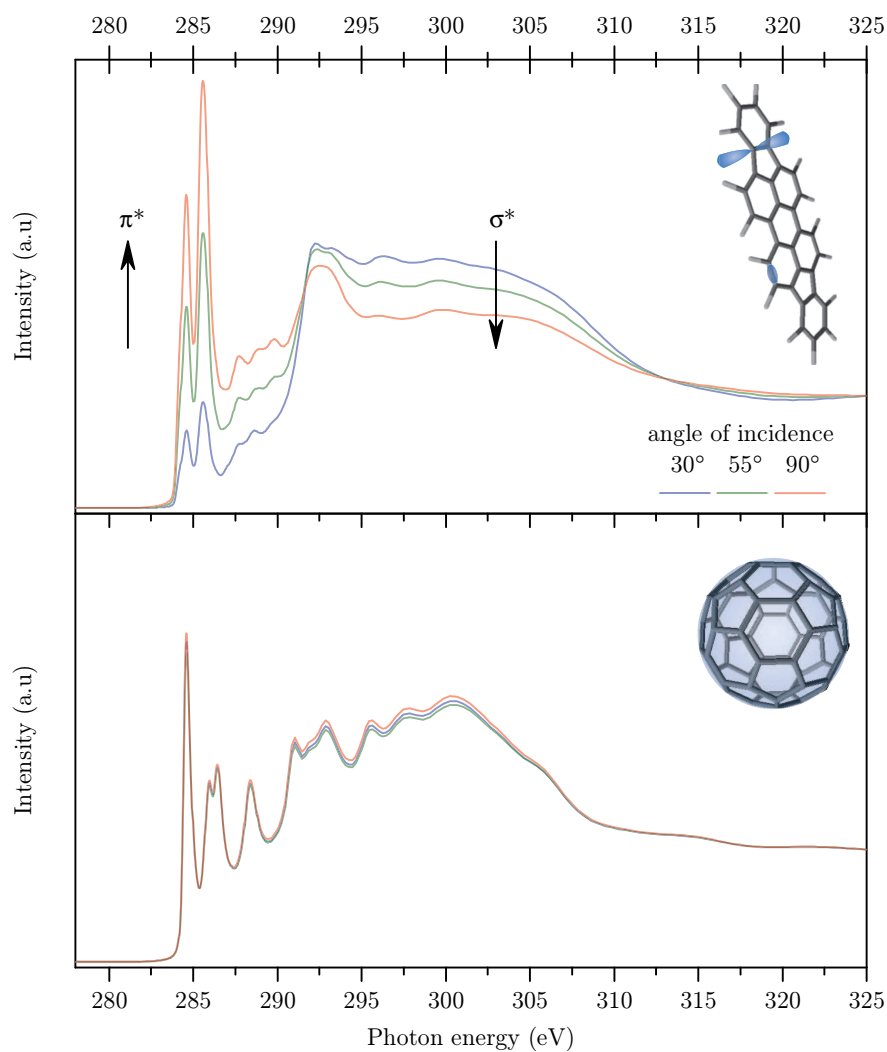 280 285 290 295 300 305 310 315 320 325
Intensity (a.u)
π* σ*
angle of incidence
30° 55° 90°
Intensity (a.u)
280 285 290 295 300 305 310 315 320 325
Photon energy (eV)